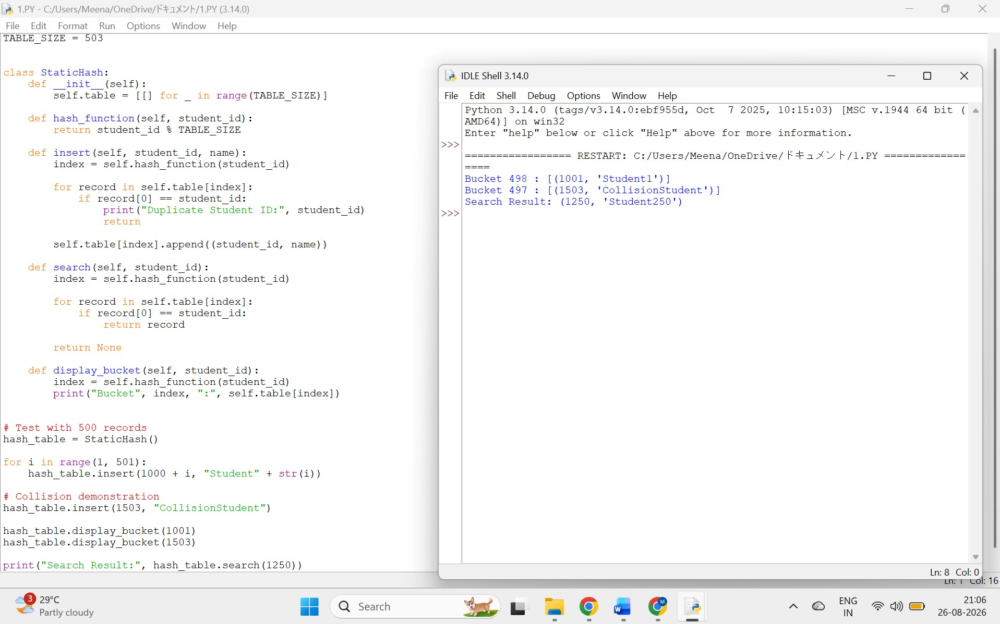 1.PY - C:/Users/Meena/OneDrive/ドキュメント/1.PY (3.14.0)
File Edit Format Run Options Window Help
TABLE_SIZE = 503
class StaticHash:
    def __init__(self):
        self.table = [[] for _ in range(TABLE_SIZE)]
    def hash_function(self, student_id):
        return student_id % TABLE_SIZE
    def insert(self, student_id, name):
        index = self.hash_function(student_id)
        for record in self.table[index]:
            if record[0] == student_id:
                print("Duplicate Student ID:", student_id)
                return
        self.table[index].append((student_id, name))
    def search(self, student_id):
        index = self.hash_function(student_id)
        for record in self.table[index]:
            if record[0] == student_id:
                return record
        return None
    def display_bucket(self, student_id):
        index = self.hash_function(student_id)
        print("Bucket", index, ":", self.table[index])
# Test with 500 records
hash_table = StaticHash()
for i in range(1, 501):
    hash_table.insert(1000 + i, "Student" + str(i))
# Collision demonstration
hash_table.insert(1503, "CollisionStudent")
hash_table.display_bucket(1001)
hash_table.display_bucket(1503)
print("Search Result:", hash_table.search(1250))
IDLE Shell 3.14.0
File Edit Shell Debug Options Window Help
Python 3.14.0 (tags/v3.14.0:ebf955d, Oct  7 2025, 10:15:03) [MSC v.1944 64 bit (
AMD64)] on win32
Enter "help" below or click "Help" above for more information.
>>>
================= RESTART: C:/Users/Meena/OneDrive/ドキュメント/1.PY =============
====
Bucket 498 : [(1001, 'Student1')]
Bucket 497 : [(1503, 'CollisionStudent')]
Search Result: (1250, 'Student250')
>>>
Ln: 8 Col: 0
Ln: 1 Col: 16
3
29°C
Partly cloudy
Search
W
M
ENG
IN
21:06
26-08-2026